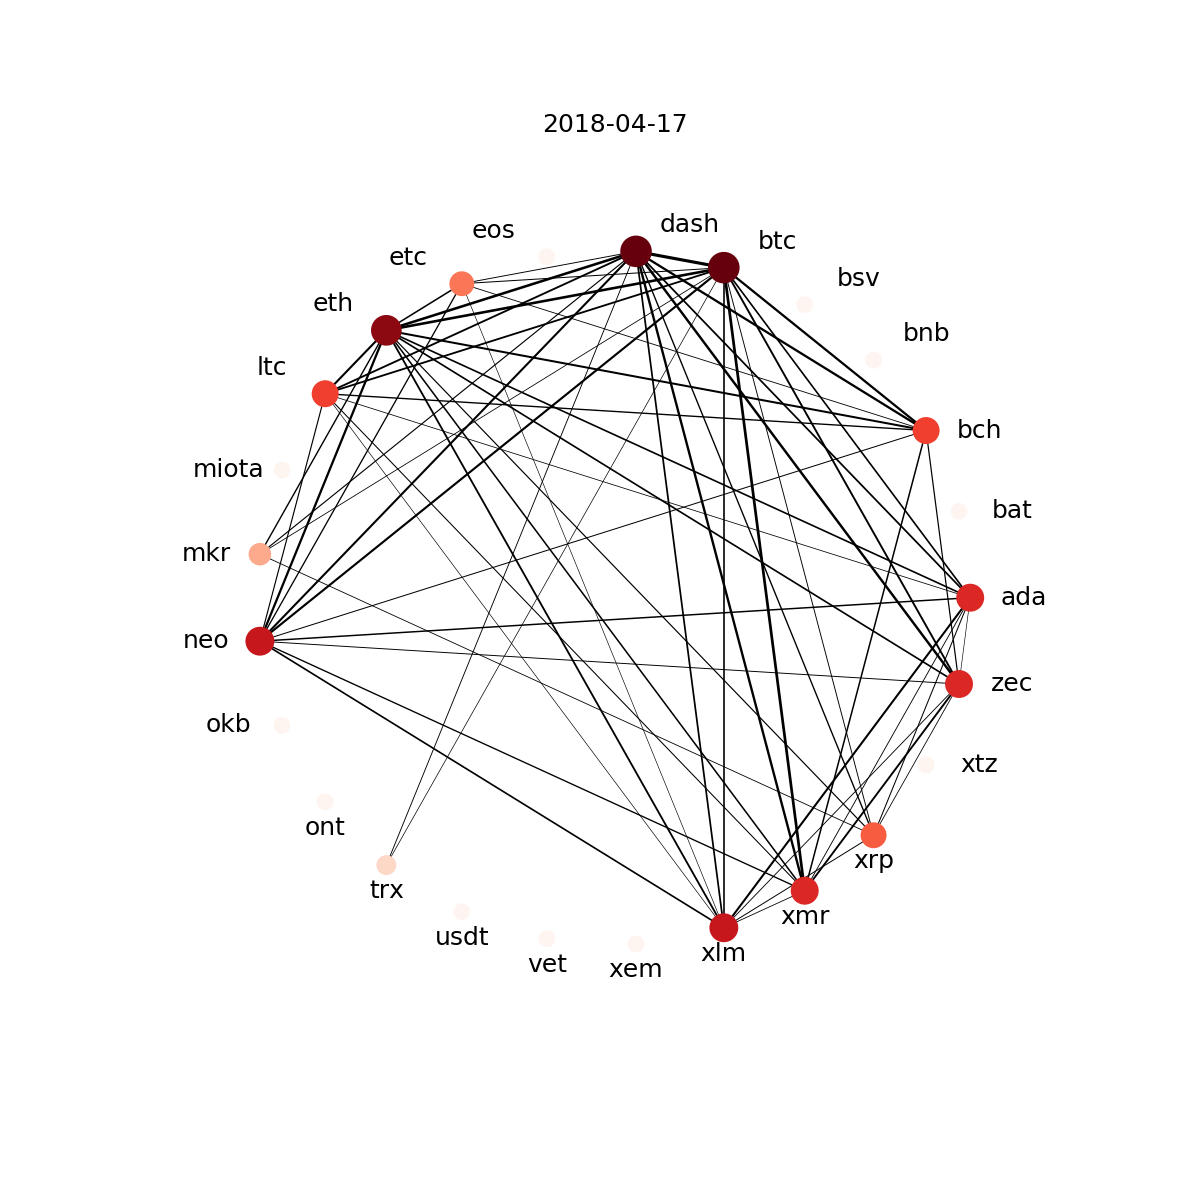 2018-04-17
dash
eos
btc
etc
bsv
eth
bnb
ltc
bch
miota
bat
mkr
ada
neo
zec
okb
xtz
ont
xrp
trx
xmr
usdt
xlm
vet
xem